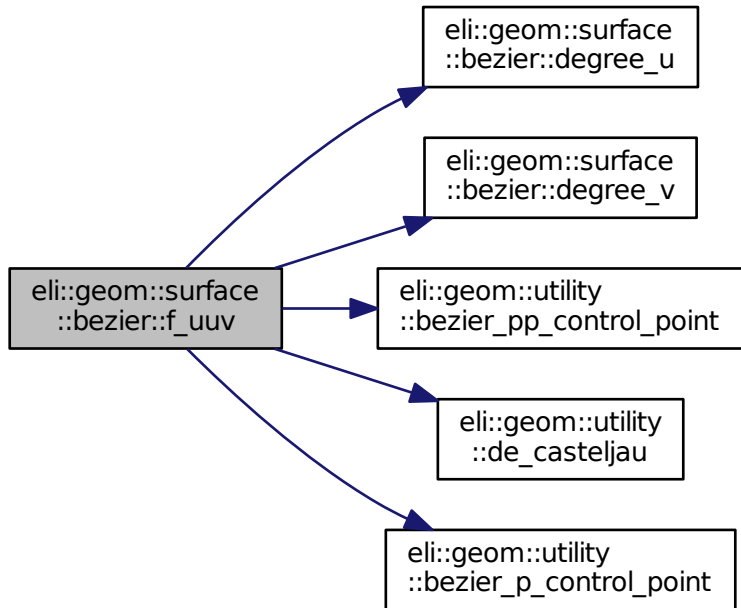 eli::geom::surface
::bezier::degree_u
eli::geom::surface
::bezier::degree_v
eli::geom::surface
::bezier::f_uuv
eli::geom::utility
::bezier_pp_control_point
eli::geom::utility
::de_casteljau
eli::geom::utility
::bezier_p_control_point